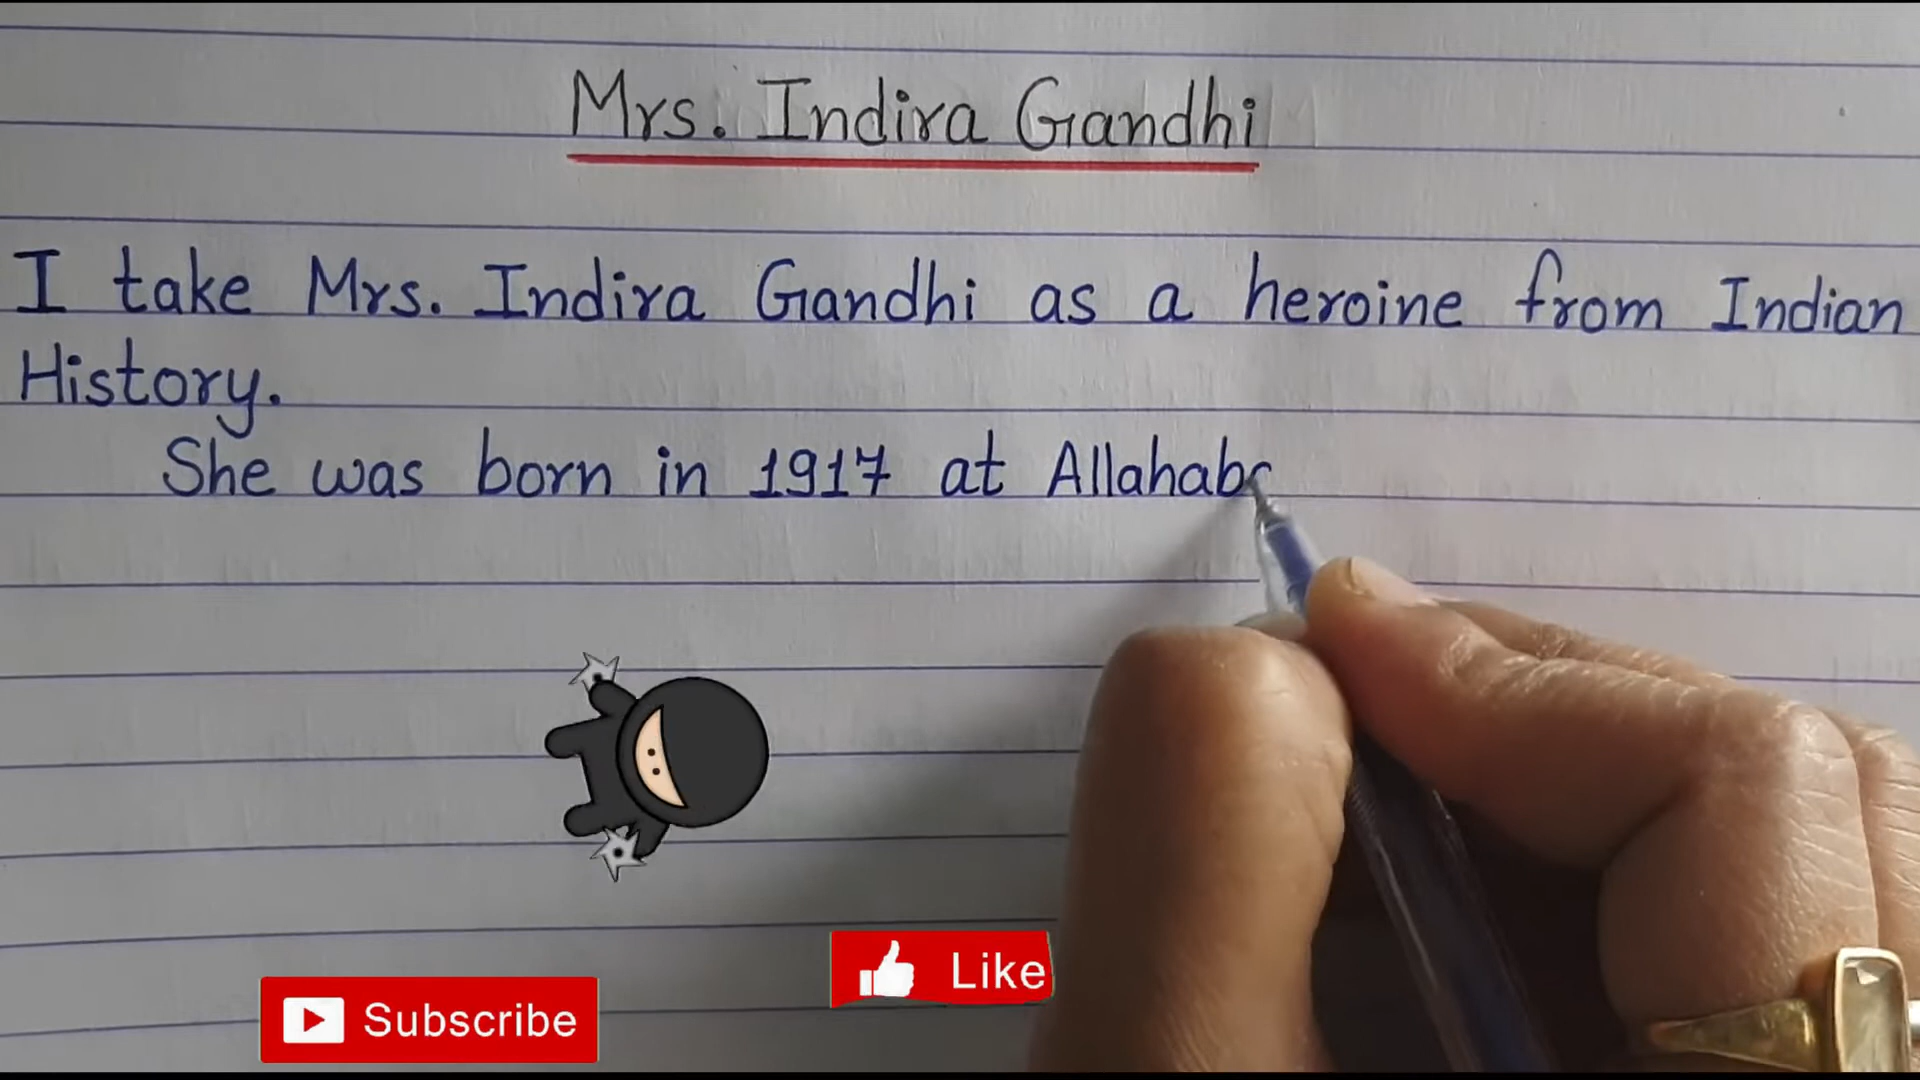 Mrs. Indira Gandhi
I take Mrs. Indira Gandhi as a heroine from Indian
History.
She was born in 1917 at Allahaba
Like
Subscribe